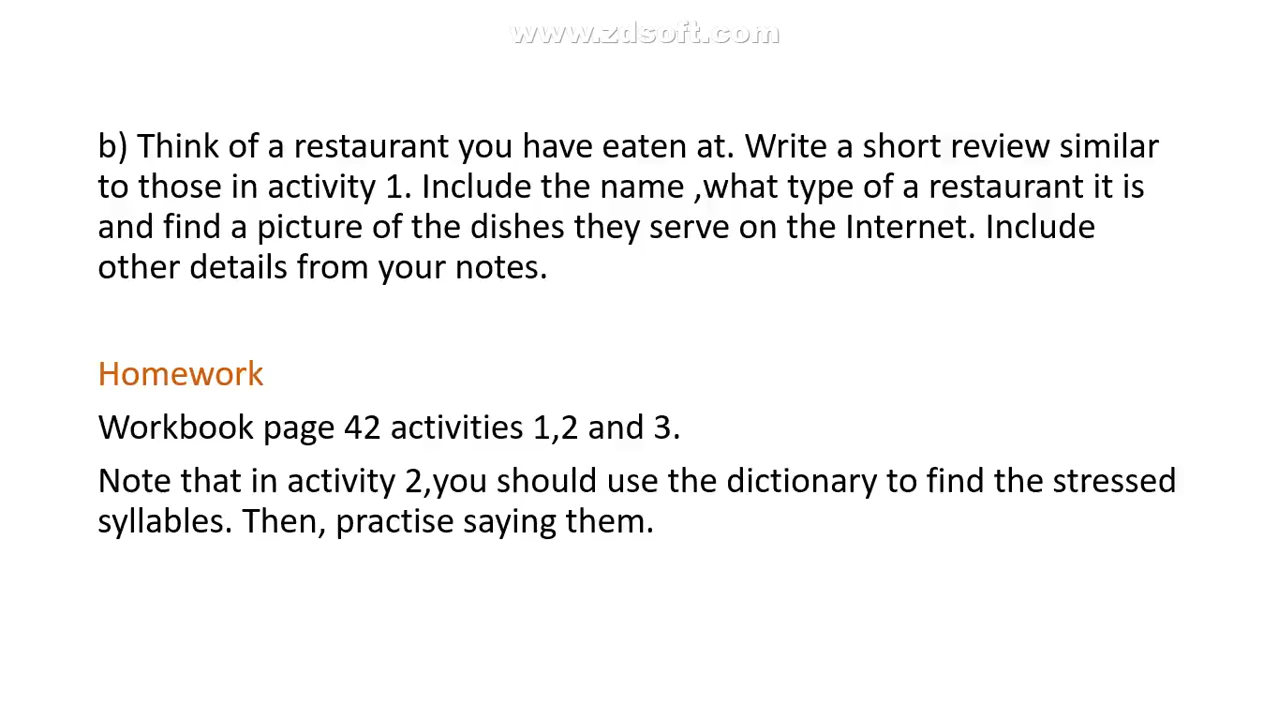 www.zdsoft.com
b) Think of a restaurant you have eaten at. Write a short review similar
to those in activity 1. Include the name ,what type of a restaurant it is
and find a picture of the dishes they serve on the Internet. Include
other details from your notes.
Homework
Workbook page 42 activities 1,2 and 3.
Note that in activity 2,you should use the dictionary to find the stressed
syllables. Then, practise saying them.